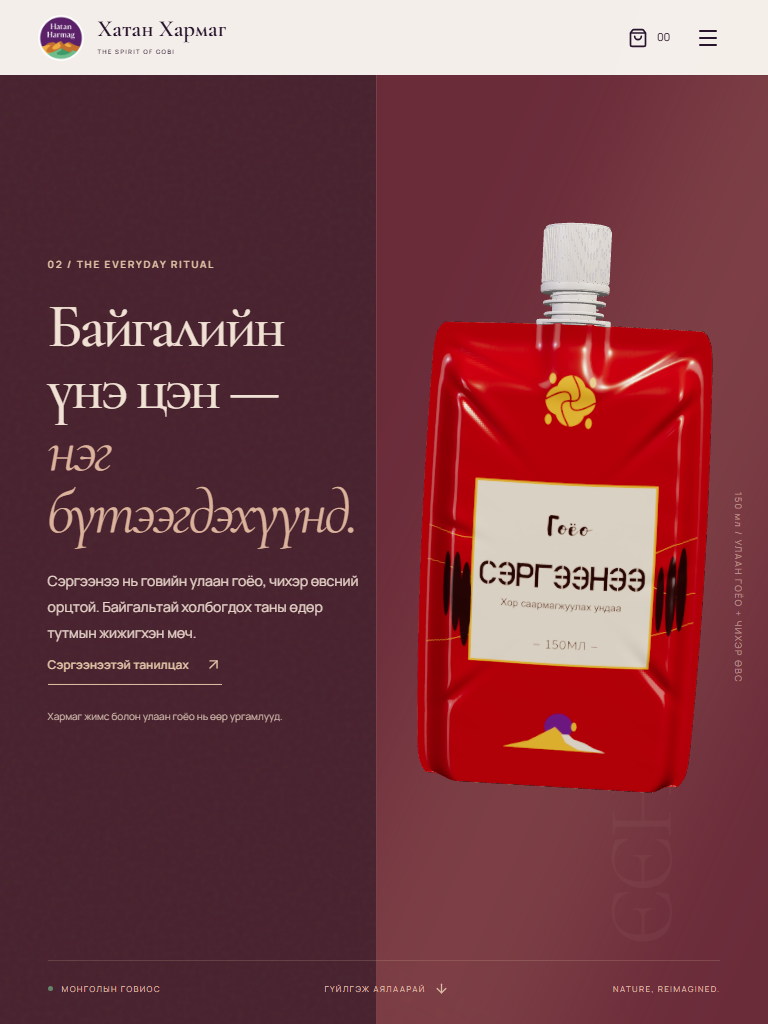 Hatan
Harmag
Хатан Хармаг
THE SPIRIT OF GOBI
00
02 / THE EVERYDAY RITUAL
Байгалийн
үнэ цэн —
нэг
бүтээгдэхүүнд.
Сэргээнээ нь говийн улаан гоёо, чихэр өвсний
орцтой. Байгальтай холбогдох таны өдөр
тутмын жижигхэн мөч.
Сэргээнээтэй танилцах
Хармаг жимс болон улаан гоёо нь өөр ургамлууд.
Гоёо
СЭРГЭЭНЭЭ
Хор саармагжуулах ундаа
– 150МЛ –
150 мл / УЛААН ГОЁО + ЧИХЭР ӨВС
МОНГОЛЫН ГОВИОС
ГҮЙЛГЭЖ АЯЛААРАЙ
NATURE, REIMAGINED.